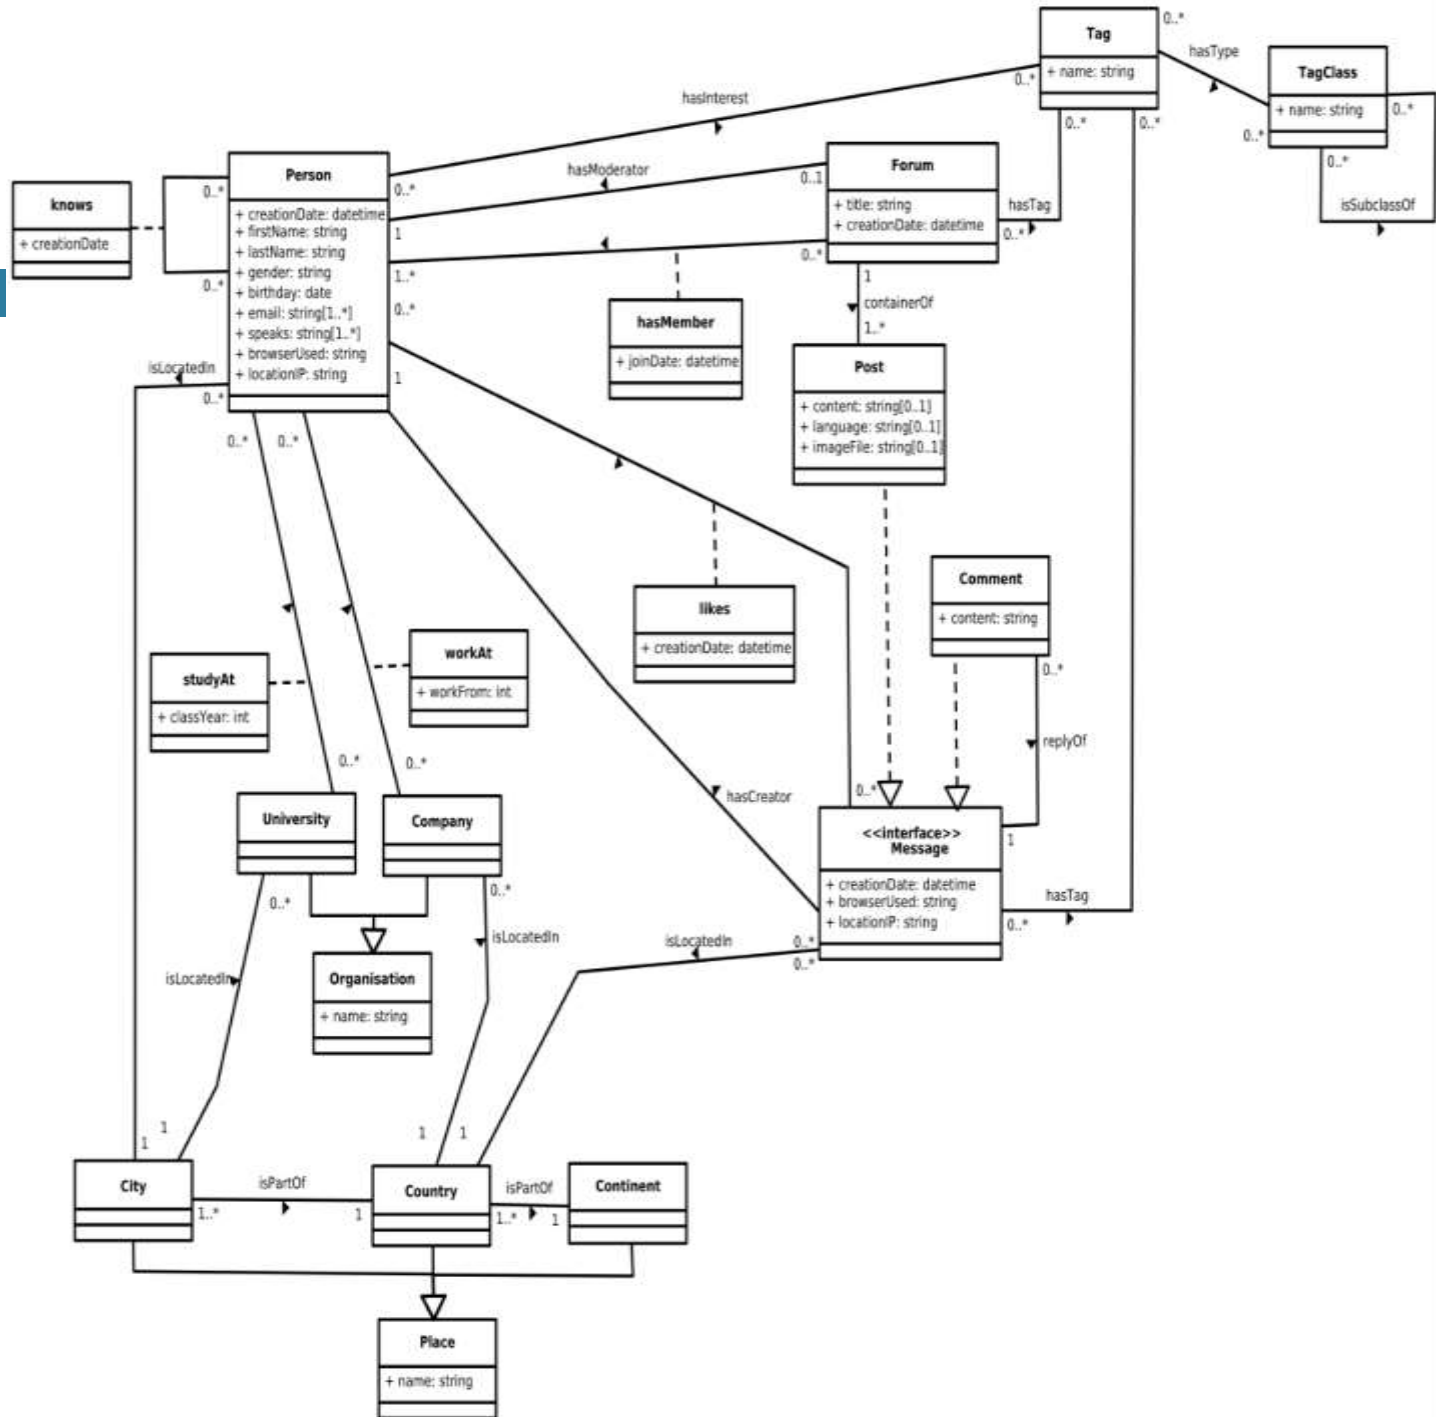 Tag
+ name: string
0..*
0..*
0..*
0..*
hasType
TagClass
+ name: string
0..*
0..*
0..*
isSubclassOf
hasInterest
hasModerator
knows
+ creationDate
0..*
0..*
Person
+ creationDate: datetime
+ firstName: string
+ lastName: string
+ gender: string
+ birthday: date
+ email: string[1..*]
+ speaks: string[1..*]
+ browserUsed: string
+ locationIP: string
0..*
1
1..*
0..*
1
Forum
+ title: string
+ creationDate: datetime
0..1
0..*
hasTag
0..*
1
containerOf
1..*
hasMember
+ joinDate: datetime
Post
+ content: string[0..1]
+ language: string[0..1]
+ imageFile: string[0..1]
isLocatedIn
0..*
0..*
0..*
Comment
+ content: string
0..*
replyOf
likes
+ creationDate: datetime
studyAt
+ classYear: int
workAt
+ workFrom: int
0..*
0..*
hasCreator
0..*
University
Company
<<interface>>
Message
+ creationDate: datetime
+ browserUsed: string
+ locationIP: string
1
hasTag
0..*
0..*
0..*
0..*
0..*
isLocatedIn
isLocatedIn
isLocatedIn
Organisation
+ name: string
1
1
1
1
City
isPartOf
1..*
1
Country
isPartOf
1..*
1
Continent
Place
+ name: string